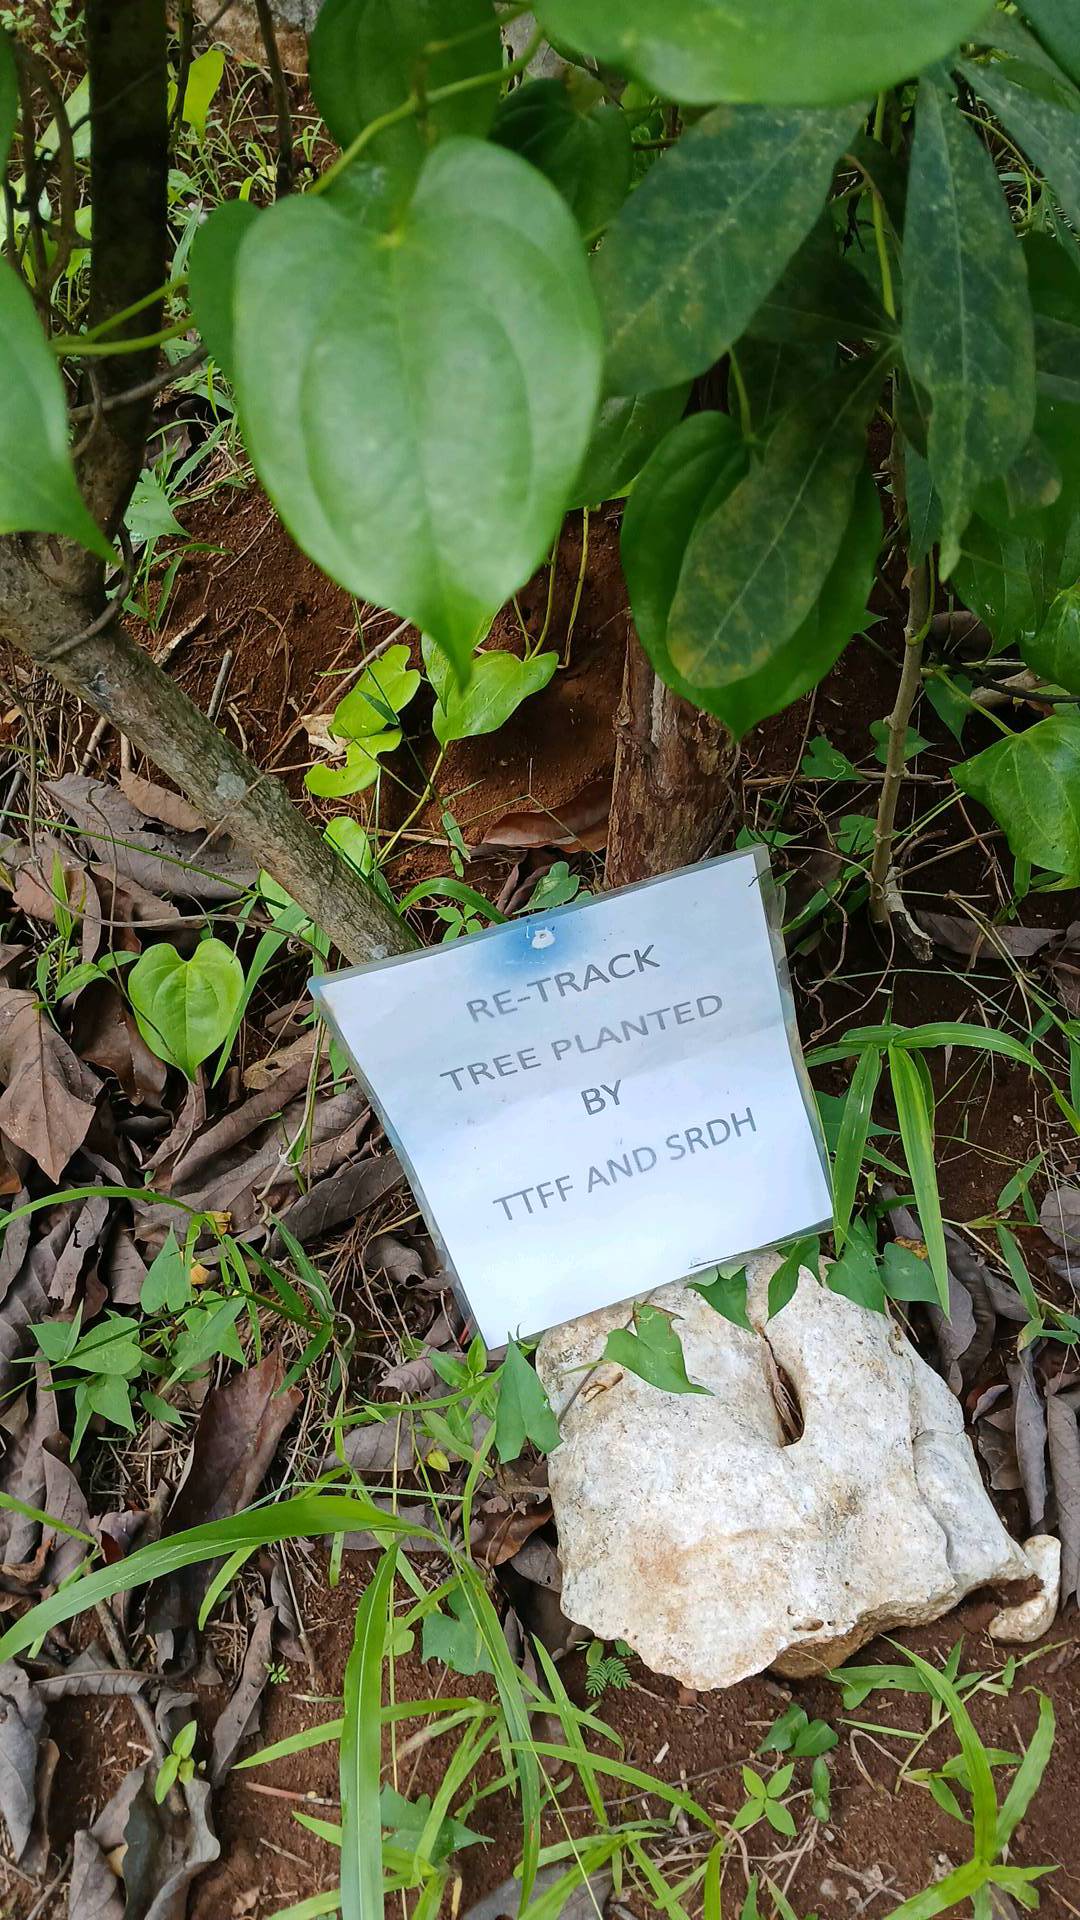 RE-TRACK
TREE PLANTED
BY
TTFF AND SRDH